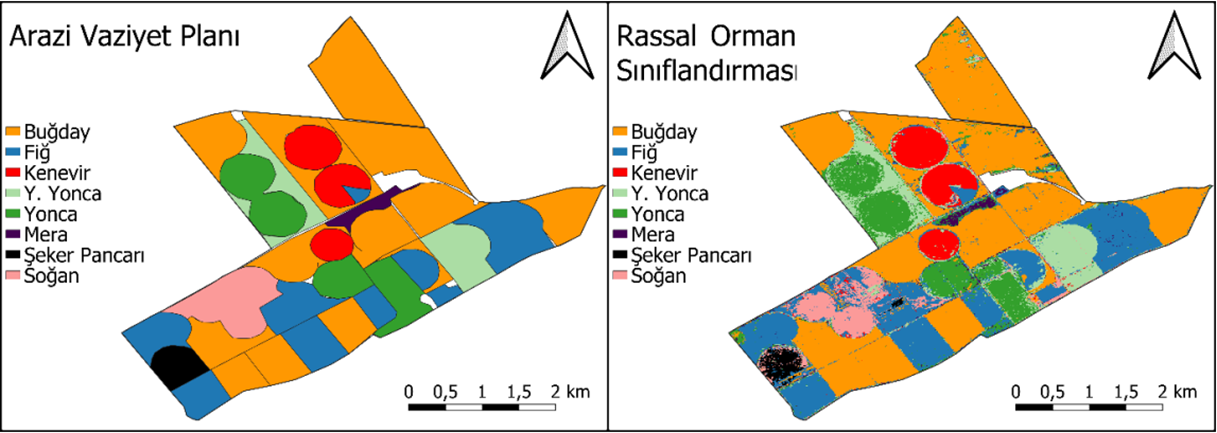 Arazi Vaziyet Planı
Buğday
Fiğ
Kenevir
Y. Yonca
Yonca
Mera
Şeker Pancarı
Soğan
0 0,5 1 1,5 2 km
Rassal Orman
Sınıflandırması
Buğday
Fiğ
Kenevir
Y. Yonca
Yonca
Mera
Şeker Pancarı
Soğan
0 0,5 1 1,5 2 km